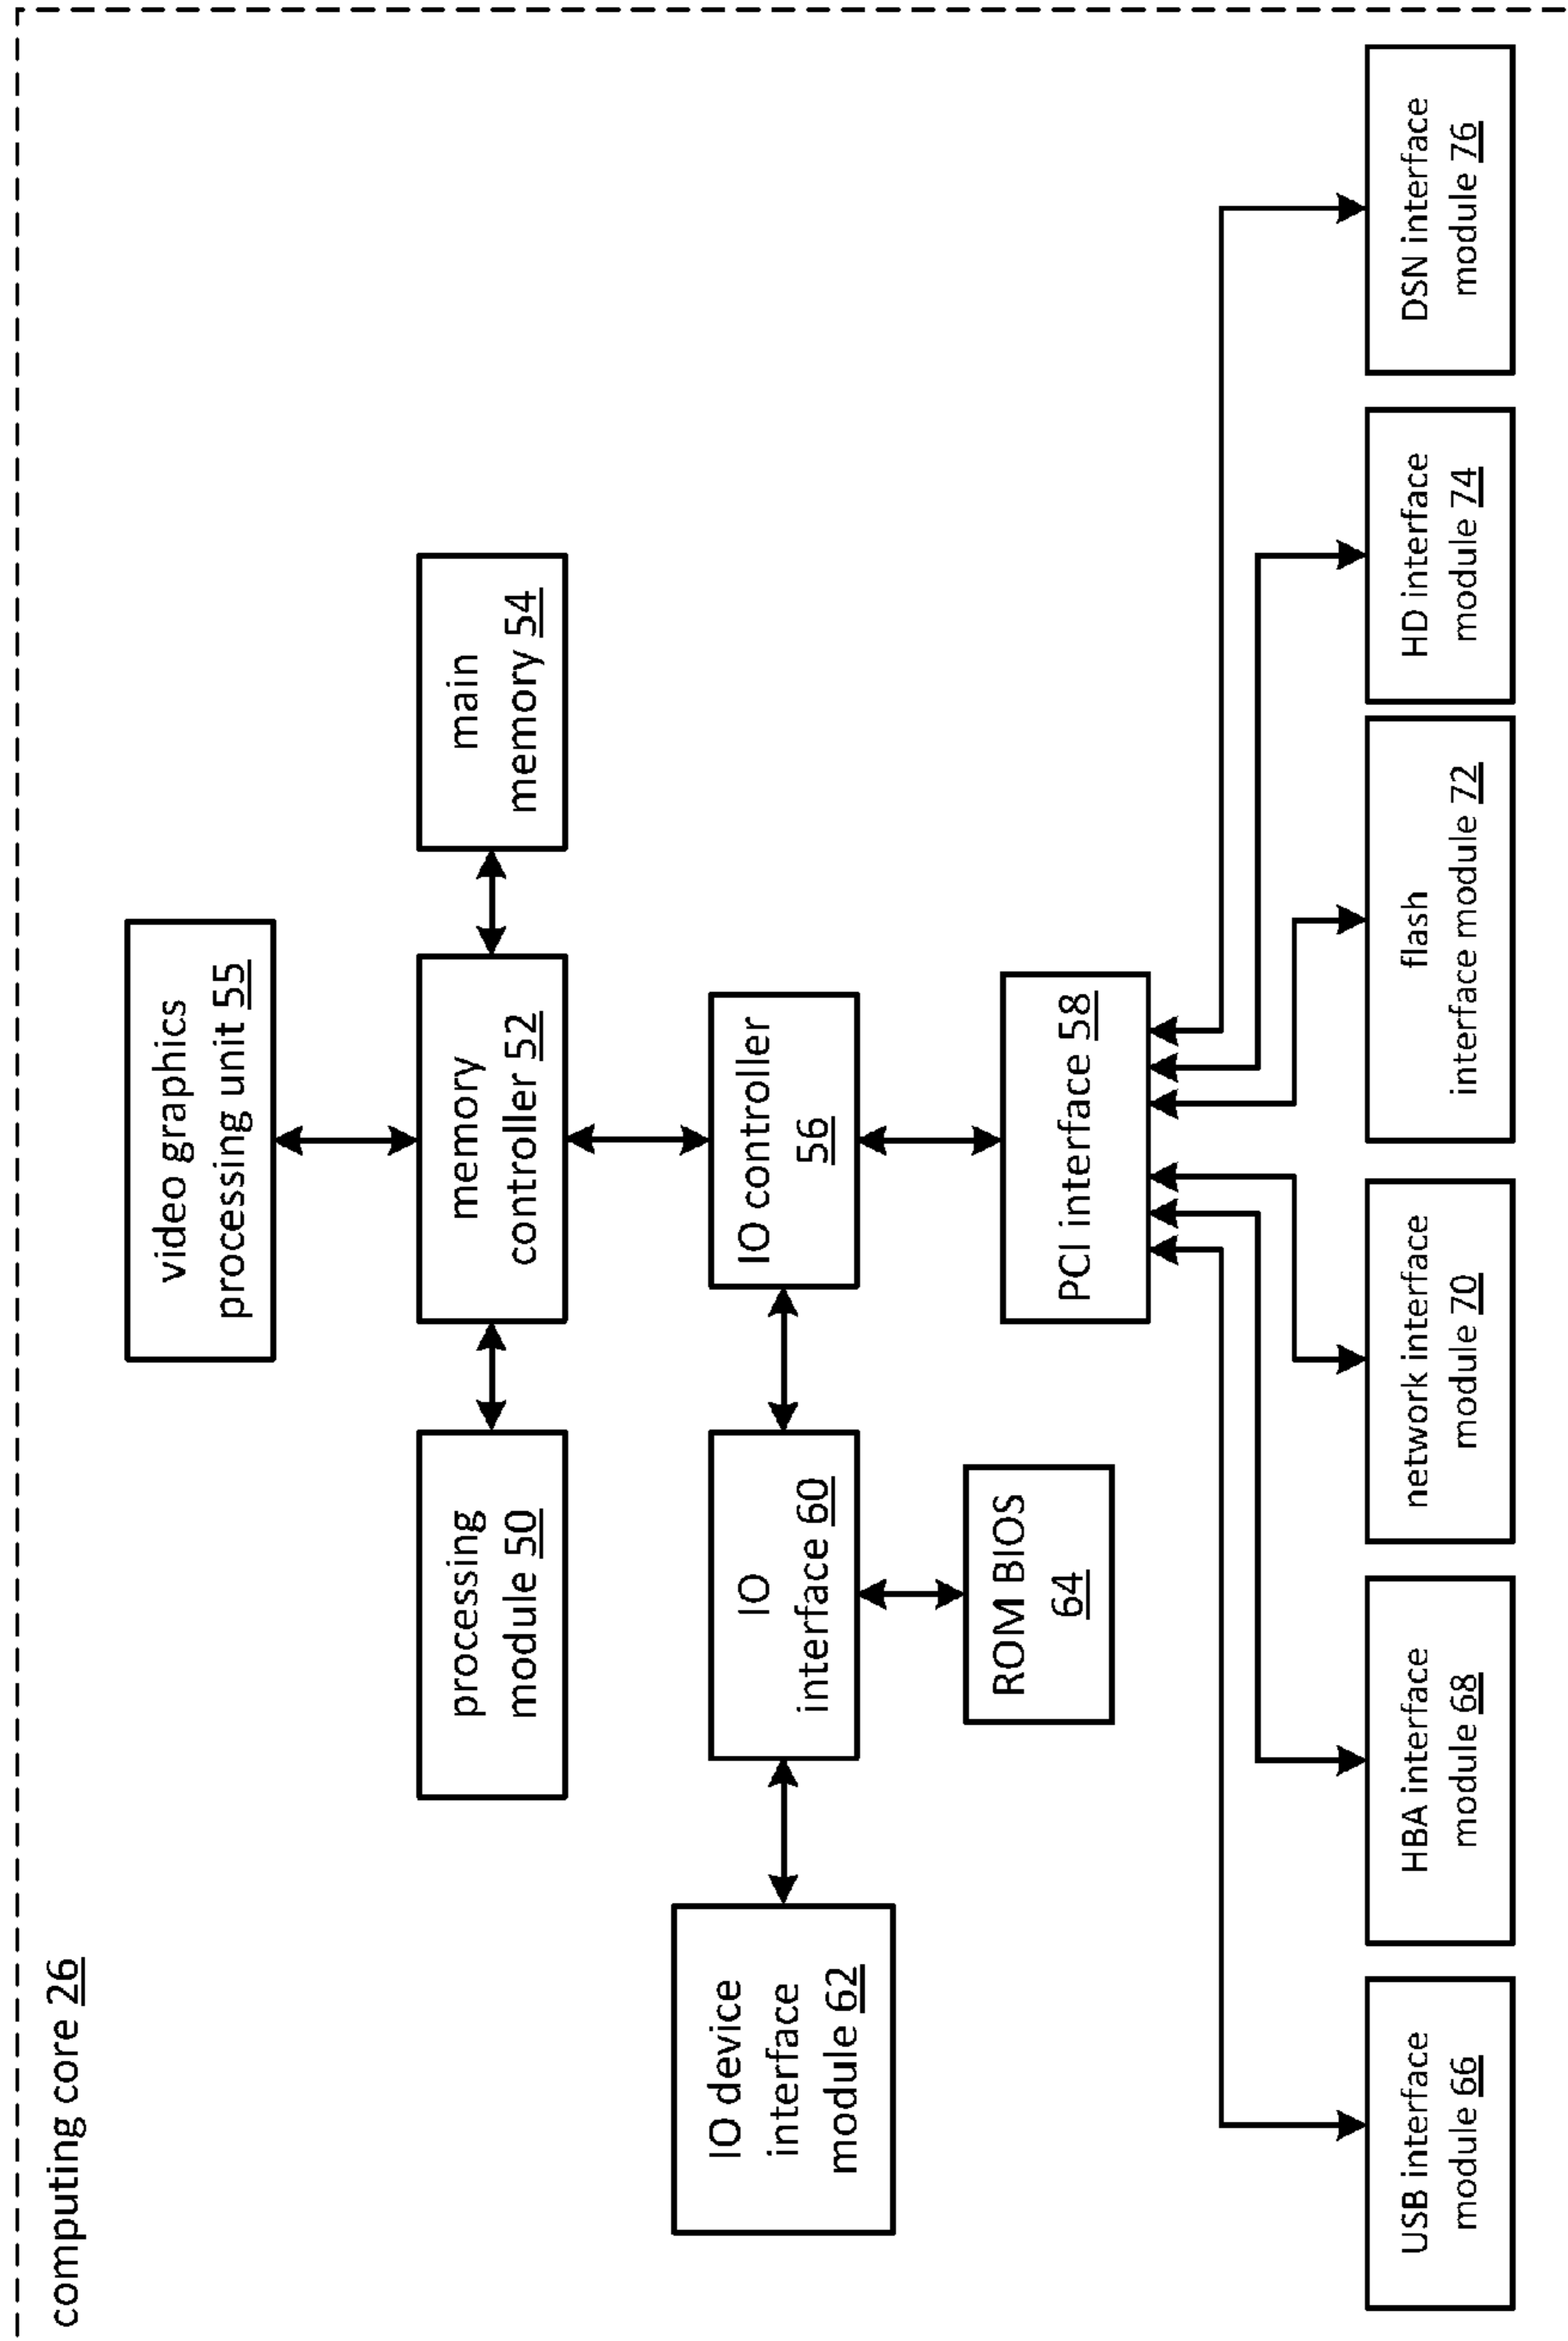 computing core 26
video graphics
processing unit 55
processing
module 50
memory
controller 52
main
memory 54
IO device
interface
module 62
IO
interface 60
IO controller
56
ROM BIOS
64
PCI interface 58
USB interface
module 66
HBA interface
module 68
network interface
module 70
flash
interface module 72
HD interface
module 74
DSN interface
module 76